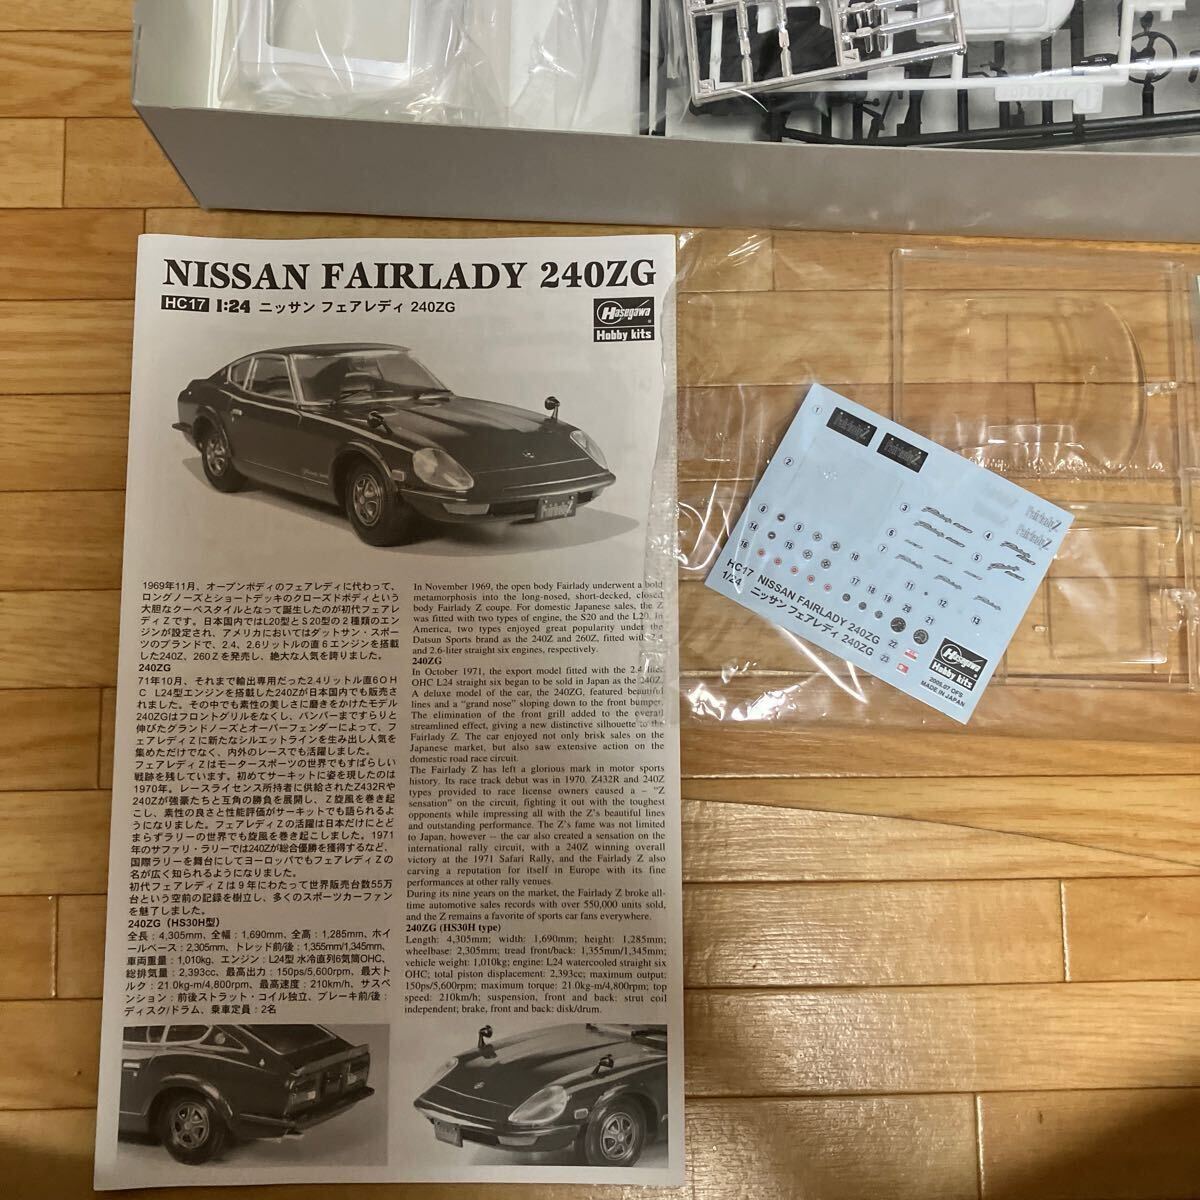 NISSAN FAIRLADY 240ZG
HC17 1:24 ニッサン フェアレディ 240ZG
Hasegawa
Hobby kits
1969年11月、オープンボディのフェアレディに代わって、
ロングノーズとショートデッキのクローズドボディという
大胆なクーペスタイルとなって誕生したのが初代フェアレ
ディZです。日本国内ではL20型とS20型の2種類のエ
ンジンが設定され、アメリカにおいてはダットサン・スポー
ツのブランドで、2.4、2.6リットルの直6エンジンを搭載
した240Z、260Zを発売し、絶大な人気を誇りました。
240ZG
71年10月、それまで輸出専用だった2.4リットル直6OH
C L24型エンジンを搭載した240Zが日本国内でも販売さ
れました。その中でも素性の美しさに磨きをかけたモデル
240ZGはフロントグリルをなくし、バンパーまですらりと
伸びたグランドノーズとオーバーフェンダーによって、フ
ェアレディZに新たなシルエットラインを生み出し人気を
集めただけでなく、内外のレースでも活躍しました。
フェアレディZはモータースポーツの世界でもすばらしい
戦跡を残しています。初めてサーキットに姿を現したのは
1970年。レースライセンス所持者に供給されたZ432Rや
240Zが強豪たちと互角の勝負を展開し、Z旋風を巻き起
こし、素性の良さと性能評価がサーキットでも語られるよ
うになりました。フェアレディZの活躍は日本だけにとど
まらずラリーの世界でも旋風を巻き起こしました。1971
年のサファリ・ラリーでは240Zが総合優勝を獲得するなど、
国際ラリーを舞台にしてヨーロッパでもフェアレディZの
名が広く知られるようになりました。
初代フェアレディZは9年にわたって世界販売台数55万
台という空前の記録を樹立し、多くのスポーツカーファン
を魅了しました。
240ZG（HS30H型）
全長：4,305mm、全幅：1,690mm、全高：1,285mm、ホイ
ールベース：2,305mm、トレッド前/後：1,355mm/1,345mm、
車両重量：1,010kg、エンジン：L24型 水冷直列6気筒OHC、
総排気量：2,393cc、最高出力：150ps/5,600rpm、最大ト
ルク：21.0kg-m/4,800rpm、最高速度：210km/h、サスペ
ンション：前後ストラット・コイル独立、ブレーキ前/後：
ディスク/ドラム、乗車定員：2名
In November 1969, the open body Fairlady underwent a bold
metamorphosis into the long-nosed, short-decked, closed
body Fairlady Z coupe. For domestic Japanese sales, the Z
was fitted with two types of engine, the S20 and the L20. In
America, two types enjoyed great popularity under the
Datsun Sports brand as the 240Z and 260Z, fitted with 2.4
and 2.6-liter straight six engines, respectively.
240ZG
In October 1971, the export model fitted with the 2.4 liter
OHC L24 straight six began to be sold in Japan as the 240Z.
A deluxe model of the car, the 240ZG, featured beautiful
lines and a “grand nose” sloping down to the front bumper.
The elimination of the front grill added to the overall
streamlined effect, giving a new distinctive silhouette to the
Fairlady Z. The car enjoyed not only brisk sales on the
Japanese market, but also saw extensive action on the
domestic road race circuit.
The Fairlady Z has left a glorious mark in motor sports
history. Its race track debut was in 1970. Z432R and 240Z
types provided to race license owners caused a – “Z
sensation” on the circuit, fighting it out with the toughest
opponents while impressing all with the Z’s beautiful lines
and outstanding performance. The Z’s fame was not limited
to Japan, however – the car also created a sensation on the
international rally circuit, with a 240Z winning overall
victory at the 1971 Safari Rally, and the Fairlady Z also
carving a reputation for itself in Europe with its fine
performances at other rally venues.
During its nine years on the market, the Fairlady Z broke all-
time automotive sales records with over 550,000 units sold,
and the Z remains a favorite of sports car fans everywhere.
240ZG (HS30H type)
Length: 4,305mm; width: 1,690mm; height: 1,285mm;
wheelbase: 2,305mm; tread front/back: 1,355mm/1,345mm;
vehicle weight: 1,010kg; engine: L24 watercooled straight six
OHC; total piston displacement: 2,393cc; maximum output:
150ps/5,600rpm; maximum torque: 21.0kg-m/4,800rpm; top
speed: 210km/h; suspension, front and back: strut coil
independent; brake, front and back: disk/drum.
Fairlady Z
1 Fairlady Z Fairlady Z
2
Fairlady Z
Fairlady Z
3
4
5
6
7
8
9
10
11
12
13
14
15
16
17
18
19
20
21
22
23
HC17 NISSAN FAIRLADY 240ZG
1/24 ニッサン フェアレディ 240ZG
Hasegawa
Hobby kits
2005.07 OFS
MADE IN JAPAN